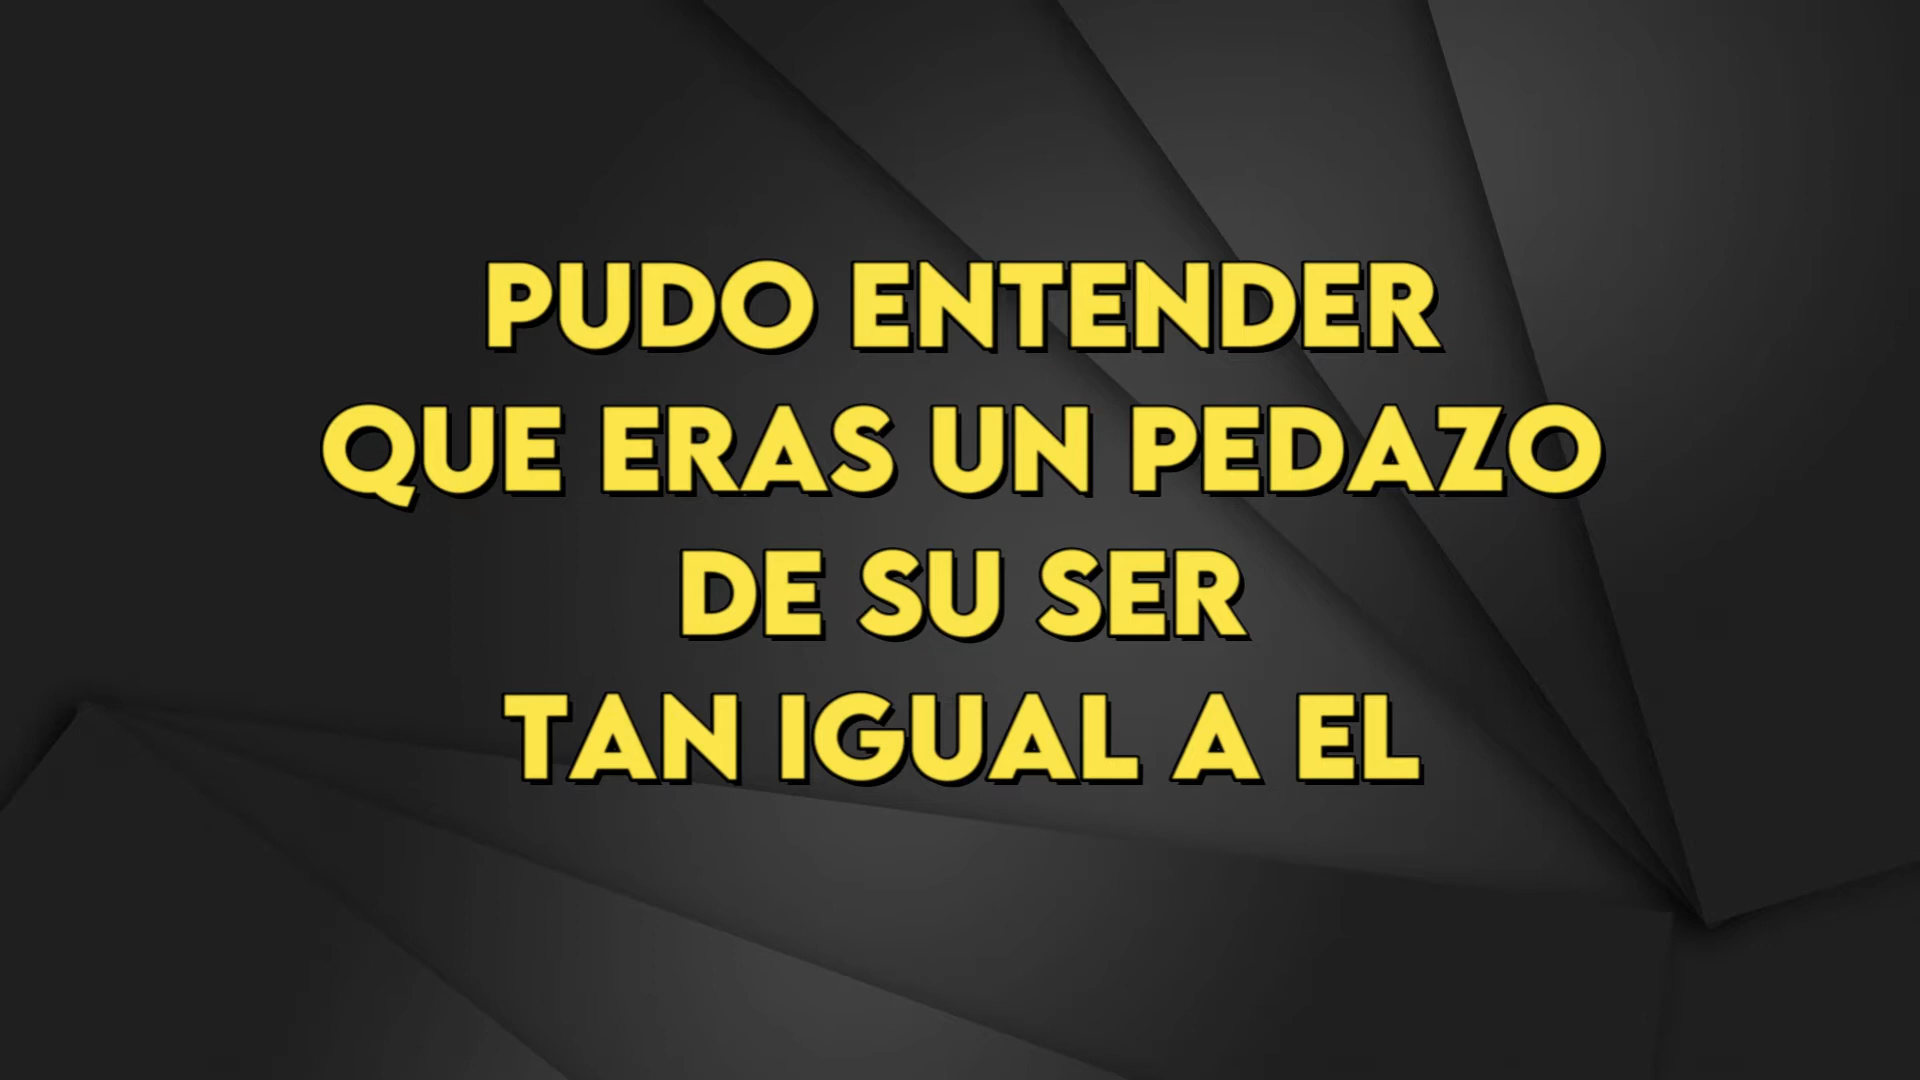 PUDO ENTENDER
QUE ERAS UN PEDAZO
DE SU SER
TAN IGUAL A EL